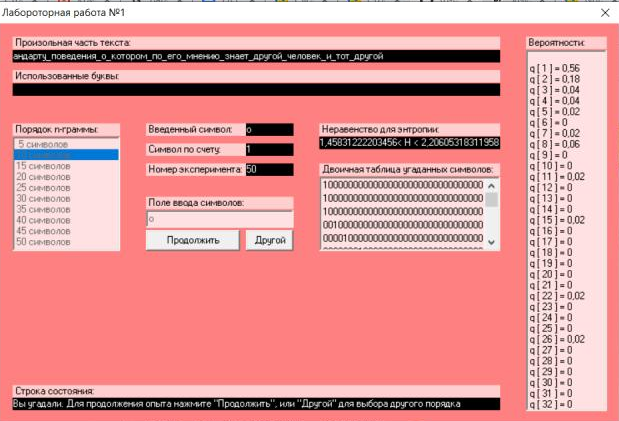 Лабороторная работа №1
Произольная часть текста:
андарту_поведения_о_котором_по_его_мнению_знает_другой_человек_и_тот_другой
Использованные буквы:
Порядок n-граммы:
5 символов
15 символов
20 символов
25 символов
30 символов
35 символов
40 символов
45 символов
50 символов
Введенный символ: о
Символ по счету: 1
Номер эксперимента: 50
Поле ввода символов:
о
Продолжить
Другой
Неравенство для энтропии:
1,45831222203456< H < 2,20605318311958
Двоичная таблица угаданных символов:
10000000000000000000000000000000
10000000000000000000000000000000
10000000000000000000000000000000
00100000000000000000000000000000
00001000000000000000000000000000
Вероятности:
q [ 1 ] = 0,56
q [ 2 ] = 0,18
q [ 3 ] = 0,04
q [ 4 ] = 0,04
q [ 5 ] = 0,02
q [ 6 ] = 0
q [ 7 ] = 0,02
q [ 8 ] = 0,06
q [ 9 ] = 0
q [ 10 ] = 0
q [ 11 ] = 0,02
q [ 12 ] = 0
q [ 13 ] = 0
q [ 14 ] = 0
q [ 15 ] = 0,02
q [ 16 ] = 0
q [ 17 ] = 0
q [ 18 ] = 0
q [ 19 ] = 0
q [ 20 ] = 0
q [ 21 ] = 0
q [ 22 ] = 0,02
q [ 23 ] = 0
q [ 24 ] = 0
q [ 25 ] = 0
q [ 26 ] = 0,02
q [ 27 ] = 0
q [ 28 ] = 0
q [ 29 ] = 0
q [ 30 ] = 0
q [ 31 ] = 0
q [ 32 ] = 0
Строка состояния:
Вы угадали. Для продолжения опыта нажмите "Продолжить", или "Другой" для выбора другого порядка